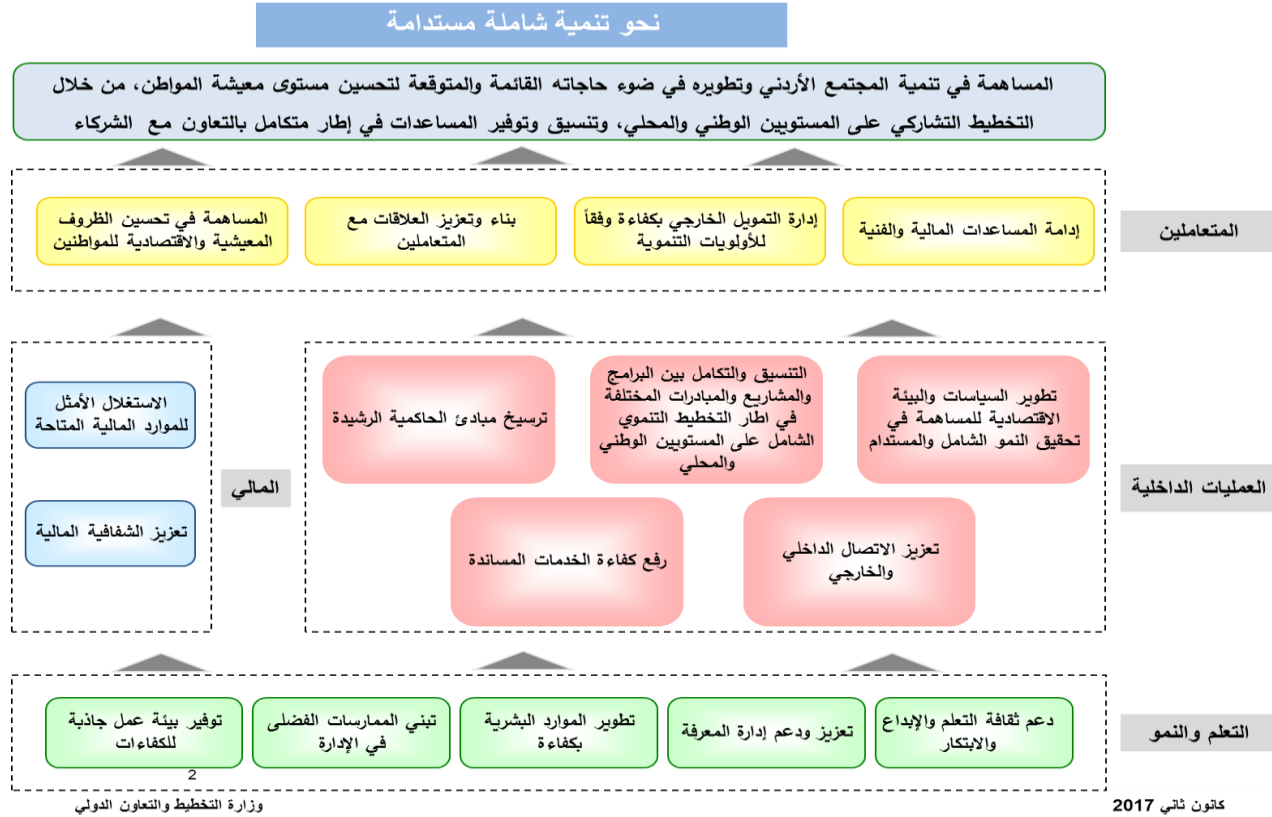 نحو تنمية شاملة مستدامة
المساهمة في تنمية المجتمع الأردني وتطويره في ضوء حاجاته القائمة والمتوقعة لتحسين مستوى معيشة المواطن، من خلال
التخطيط التشاركي على المستويين الوطني والمحلي، وتنسيق وتوفير المساعدات في إطار متكامل بالتعاون مع الشركاء
المتعاملين
إدامة المساعدات المالية والفنية
إدارة التمويل الخارجي بكفاءة وفقاً
للأولويات التنموية
بناء وتعزيز العلاقات مع
المتعاملين
المساهمة في تحسين الظروف
المعيشية والاقتصادية للمواطنين
العمليات الداخلية
تطوير السياسات والبيئة
الاقتصادية للمساهمة في
تحقيق النمو الشامل والمستدام
التنسيق والتكامل بين البرامج
والمشاريع والمبادرات المختلفة
في اطار التخطيط التنموي
الشامل على المستويين الوطني
والمحلي
ترسيخ مبادئ الحاكمية الرشيدة
تعزيز الاتصال الداخلي
والخارجي
رفع كفاءة الخدمات المساندة
المالي
الاستغلال الأمثل
للموارد المالية المتاحة
تعزيز الشفافية المالية
التعلم والنمو
دعم ثقافة التعلم والإبداع
والابتكار
تعزيز ودعم إدارة المعرفة
تطوير الموارد البشرية
بكفاءة
تبني الممارسات الفضلى
في الإدارة
توفير بيئة عمل جاذبة
للكفاءات
2
كانون ثاني 2017
وزارة التخطيط والتعاون الدولي